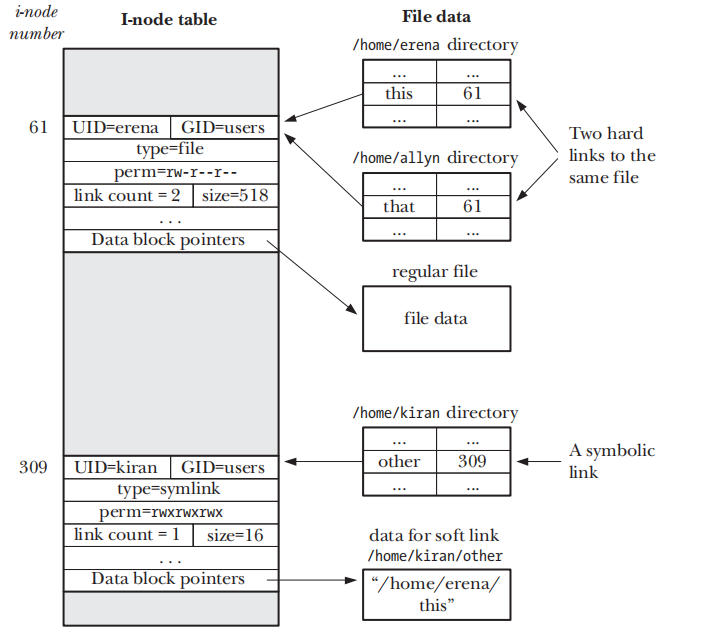 i-node
number
I-node table
File data
/home/erena directory
... ...
this 61
... ...
61
UID=erena GID=users
type=file
perm=rw-r--r--
link count = 2 size=518
. . .
Data block pointers
Two hard
links to the
same file
/home/allyn directory
... ...
that 61
... ...
regular file
file data
/home/kiran directory
... ...
other 309
... ...
A symbolic
link
309
UID=kiran GID=users
type=symlink
perm=rwxrwxrwx
link count = 1 size=16
. . .
Data block pointers
data for soft link
/home/kiran/other
“/home/erena/
this”